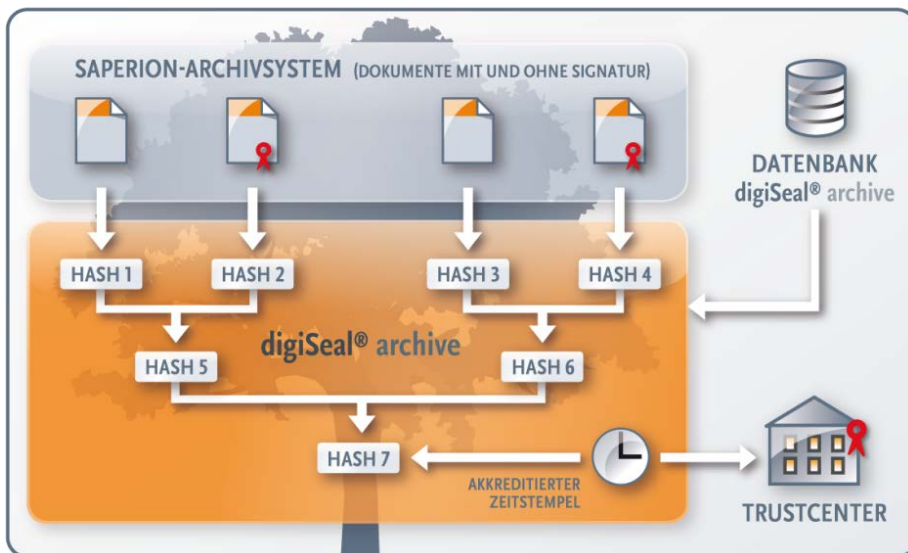 SAPERION-ARCHIVSYSTEM (DOKUMENTE MIT UND OHNE SIGNATUR)
DATENBANK
digiSeal® archive
HASH 1
HASH 2
HASH 3
HASH 4
digiSeal® archive
HASH 5
HASH 6
HASH 7
AKKREDITIERTER
ZEITSTEMPEL
TRUSTCENTER